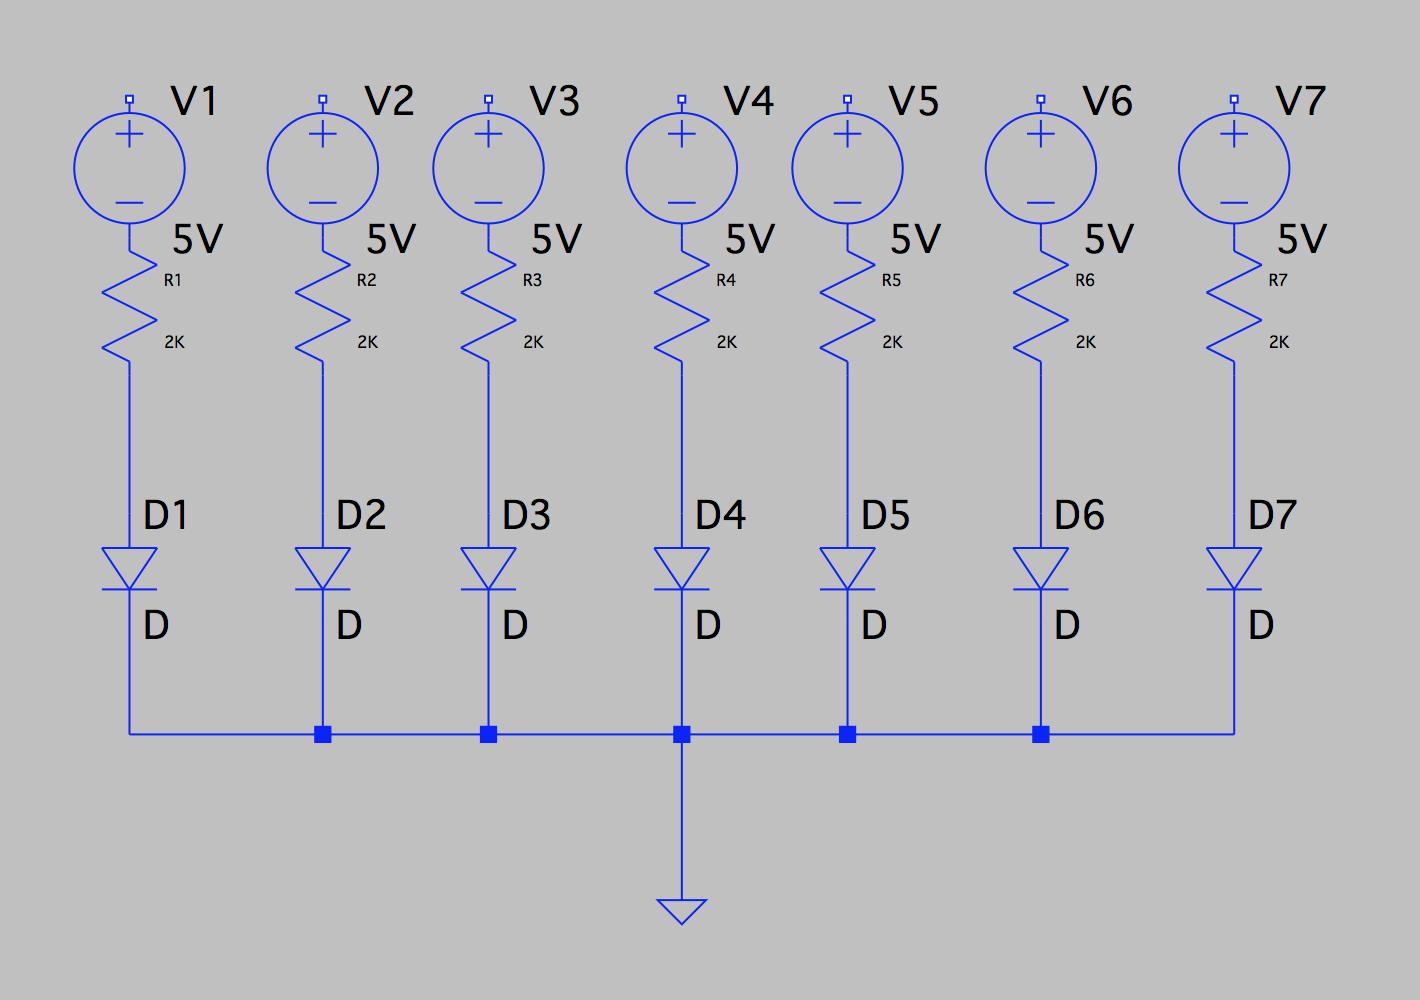 V1 V2 V3 V4 V5 V6 V7
5V 5V 5V 5V 5V 5V 5V
R1 R2 R3 R4 R5 R6 R7
2K 2K 2K 2K 2K 2K 2K
D1 D2 D3 D4 D5 D6 D7
D D D D D D D